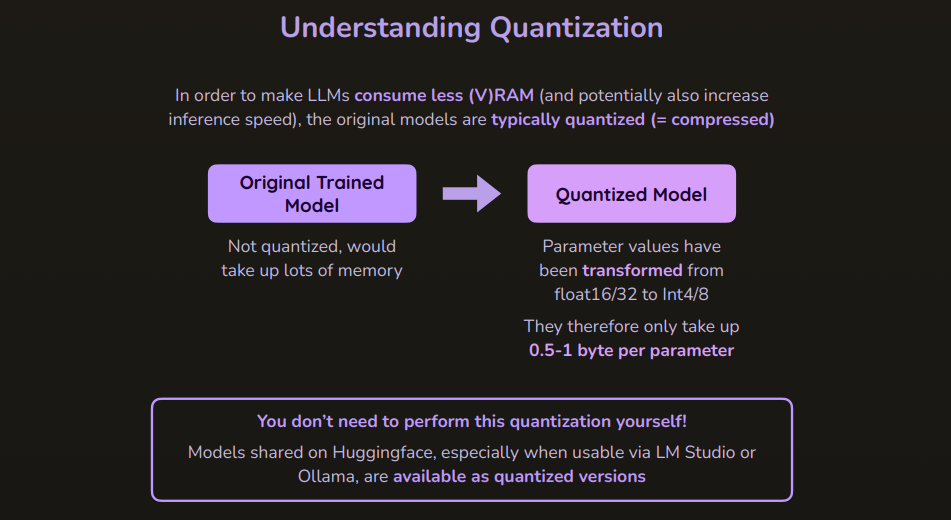 Understanding Quantization
In order to make LLMs consume less (V)RAM (and potentially also increase
inference speed), the original models are typically quantized (= compressed)
Original Trained
Model
Not quantized, would
take up lots of memory
Quantized Model
Parameter values have
been transformed from
float16/32 to Int4/8
They therefore only take up
0.5-1 byte per parameter
You don’t need to perform this quantization yourself!
Models shared on Huggingface, especially when usable via LM Studio or
Ollama, are available as quantized versions